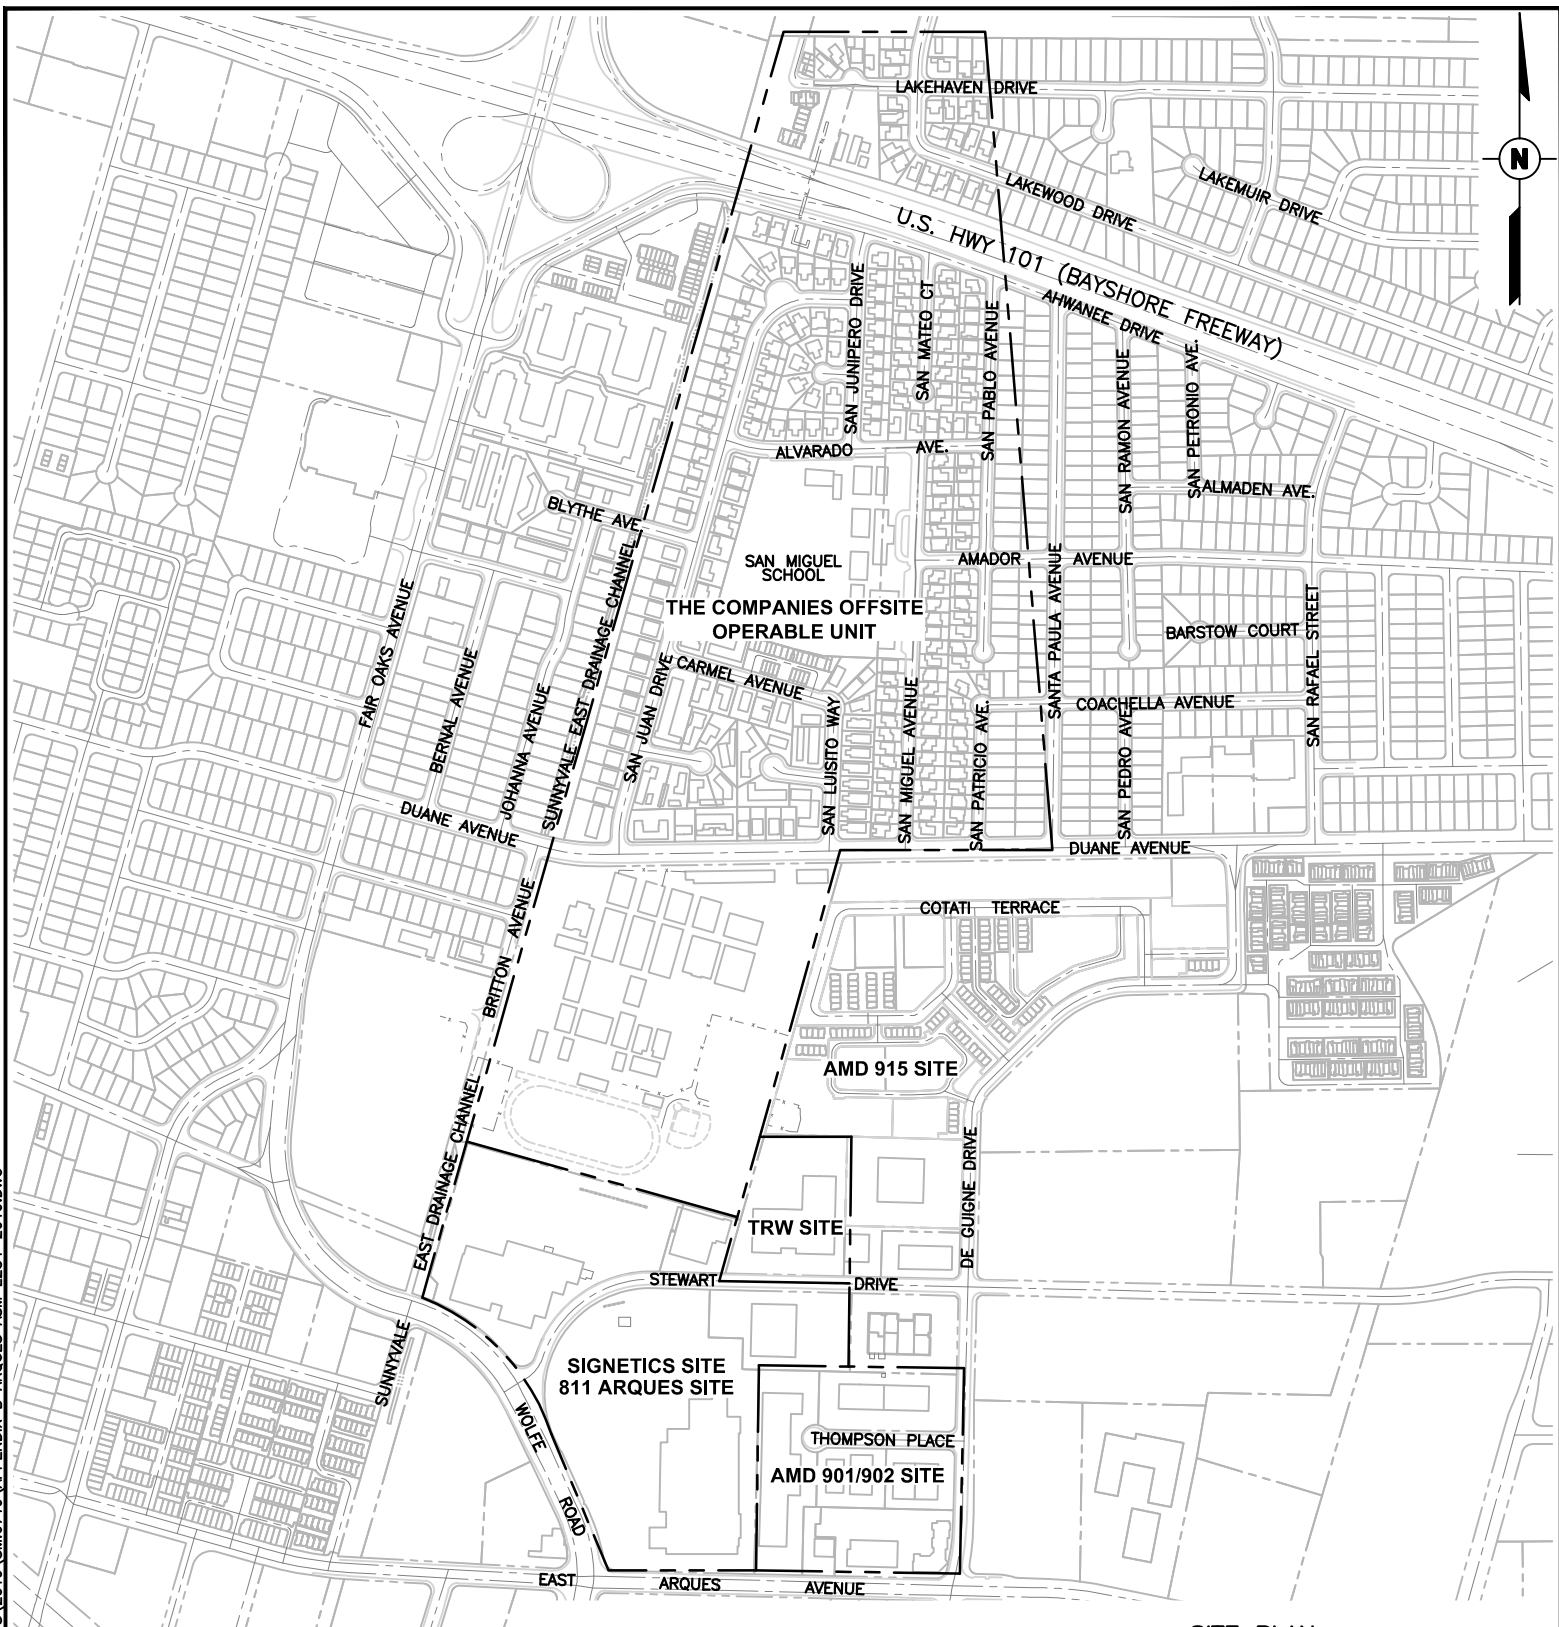 LAKEHAVEN DRIVE
N
LAKEWOOD DRIVE
LAKEMUIR DRIVE
U.S. HWY 101 (BAYSHORE FREEWAY)
AHWANEE DRIVE
SAN JUNIPERO DRIVE
SAN MATEO CT
SAN PABLO AVENUE
SAN RAMON AVENUE
SAN PETRONIO AVE.
ALVARADO AVE.
ALMADEN AVE.
BLYTHE AVE.
SAN MIGUEL
SCHOOL
AMADOR AVENUE
THE COMPANIES OFFSITE
OPERABLE UNIT
SANTA PAULA AVENUE
BARSTOW COURT
SAN RAFAEL STREET
FAIR OAKS AVENUE
BERNAL AVENUE
JOHANNA AVENUE
SUNNYVALE EAST DRAINAGE CHANNEL
SAN JUAN DRIVE
CARMEL AVENUE
SAN LUISITO WAY
SAN MIGUEL AVENUE
SAN PATRICIO AVE.
COACHELLA AVENUE
SAN PEDRO AVE.
DUANE AVENUE
DUANE AVENUE
BRITTON AVENUE
COTATI TERRACE
AMD 915 SITE
SUNNYVALE EAST DRAINAGE CHANNEL
DE GUIGNE DRIVE
TRW SITE
STEWART DRIVE
SIGNETICS SITE
811 ARQUES SITE
WOLFE ROAD
THOMPSON PLACE
AMD 901/902 SITE
EAST ARQUES AVENUE